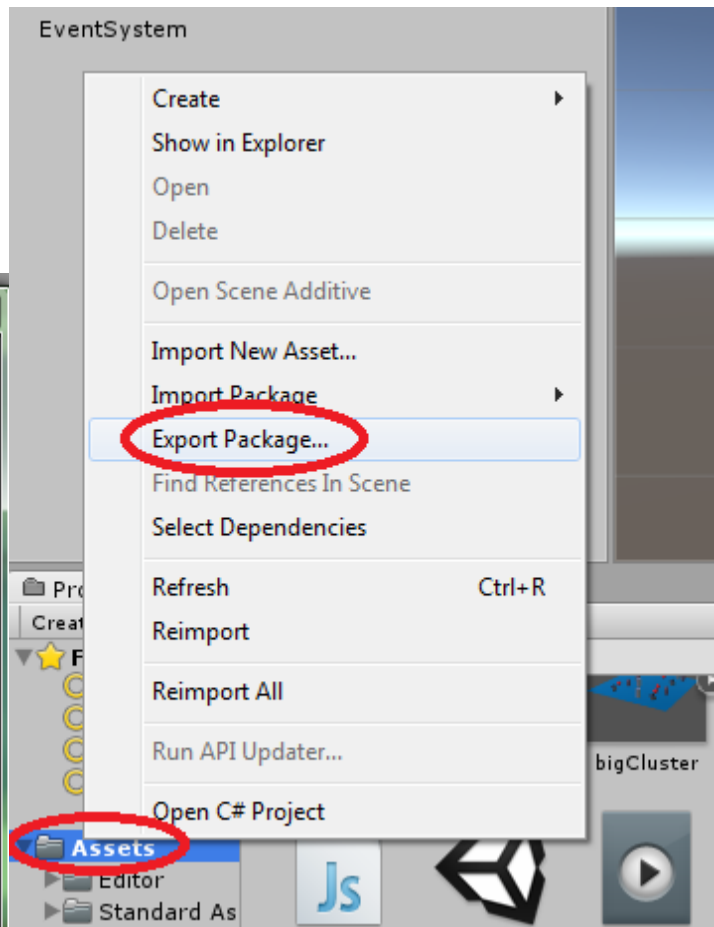 EventSystem
Create
Show in Explorer
Open
Delete
Open Scene Additive
Import New Asset...
Import Package
Export Package...
Find References In Scene
Select Dependencies
Refresh Ctrl+R
Reimport
Reimport All
Run API Updater...
Open C# Project
Pro
Creat
F
bigCluster
Assets
Editor
Standard As
Js